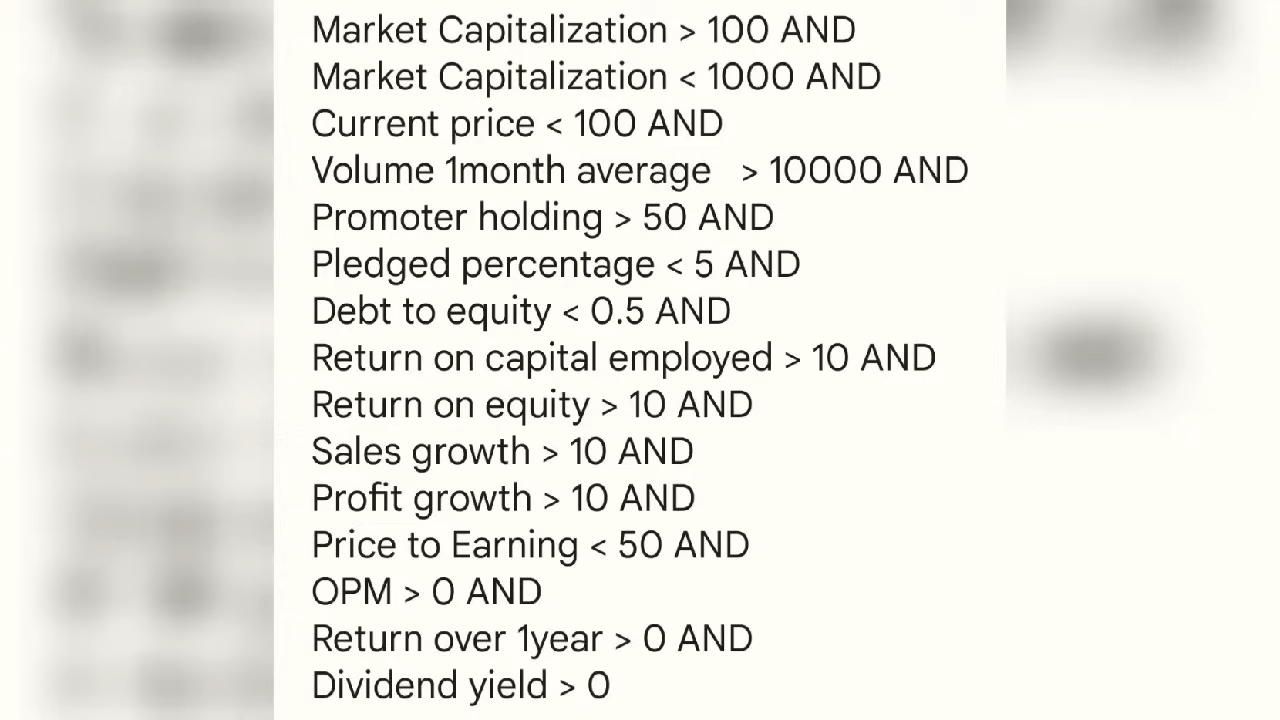 Market Capitalization > 100 AND
Market Capitalization < 1000 AND
Current price < 100 AND
Volume 1month average > 10000 AND
Promoter holding > 50 AND
Pledged percentage < 5 AND
Debt to equity < 0.5 AND
Return on capital employed > 10 AND
Return on equity > 10 AND
Sales growth > 10 AND
Profit growth > 10 AND
Price to Earning < 50 AND
OPM > 0 AND
Return over 1year > 0 AND
Dividend yield > 0